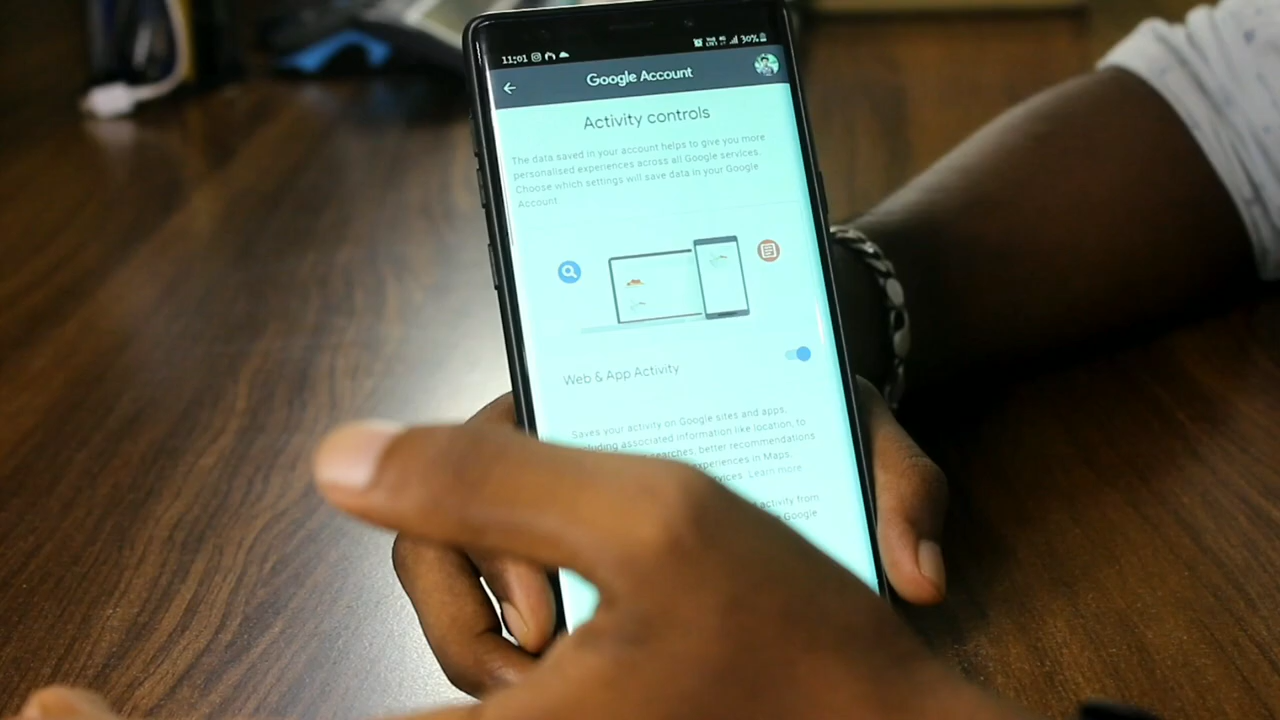 11:01
30%
Google Account
Activity controls
The data saved in your account helps to give you more
personalised experiences across all Google services.
Choose which settings will save data in your Google
Account.
Web & App Activity
Saves your activity on Google sites and apps,
associated information like location, to
searches, better recommendations
experiences in Maps,
Learn more
activity from
Google